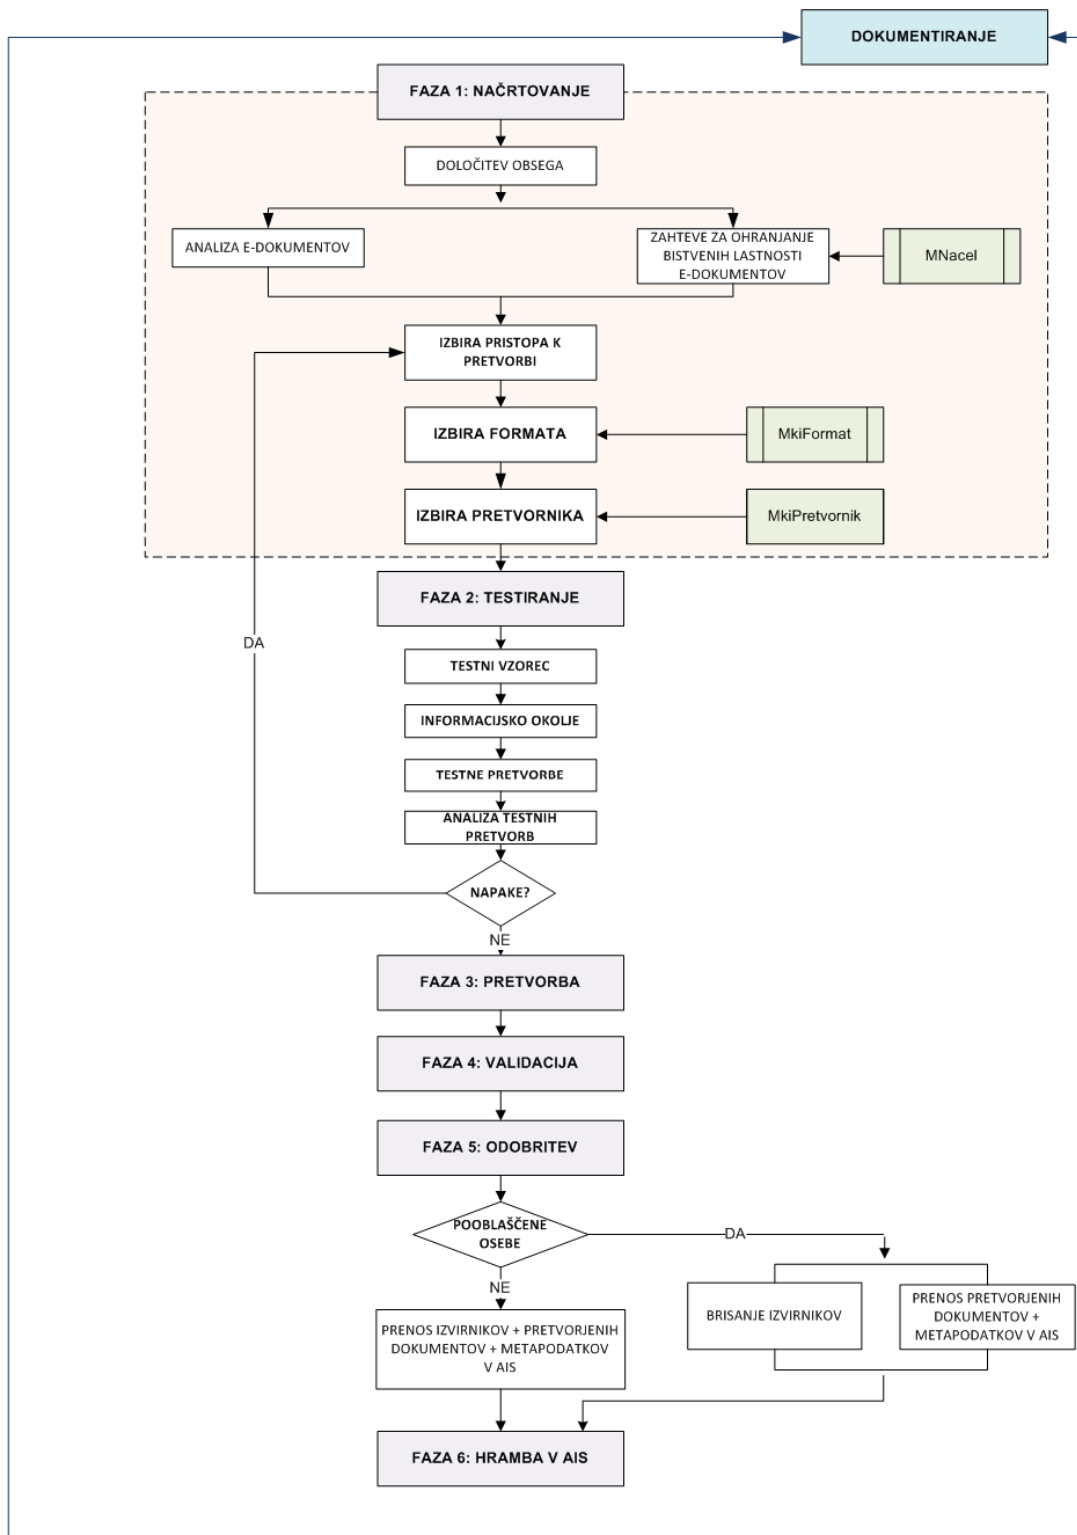 DOKUMENTIRANJE
FAZA 1: NAČRTOVANJE
DOLOČITEV OBSEGA
ANALIZA E-DOKUMENTOV
ZAHTEVE ZA OHRANJANJE
BISTVENIH LASTNOSTI
E-DOKUMENTOV
MNacel
IZBIRA PRISTOPA K
PRETVORBI
IZBIRA FORMATA
MkiFormat
IZBIRA PRETVORNIKA
MkiPretvornik
FAZA 2: TESTIRANJE
DA
TESTNI VZOREC
INFORMACIJSKO OKOLJE
TESTNE PRETVORBE
ANALIZA TESTNIH
PRETVORB
NAPAKE?
NE
FAZA 3: PRETVORBA
FAZA 4: VALIDACIJA
FAZA 5: ODOBRITEV
POOBLAŠČENE
OSEBE
DA
NE
PRENOS IZVIRNIKOV + PRETVORJENIH
DOKUMENTOV + METAPODATKOV
V AIS
BRISANJE IZVIRNIKOV
PRENOS PRETVORJENIH
DOKUMENTOV +
METAPODATKOV V AIS
FAZA 6: HRAMBA V AIS